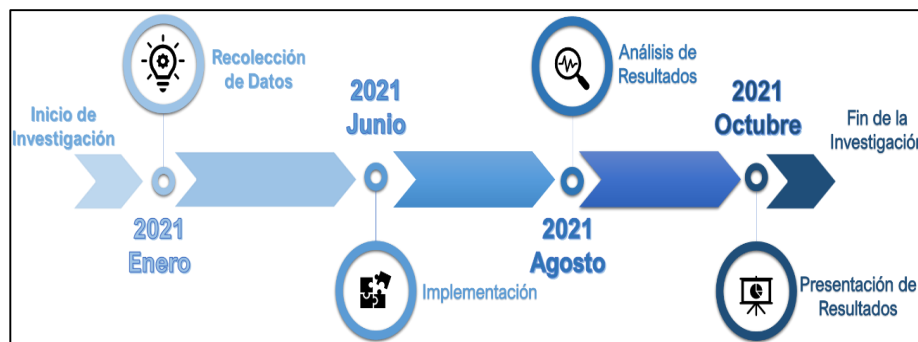 Inicio de
Investigación
Recolección
de Datos
2021
Enero
2021
Junio
Implementación
Análisis de
Resultados
2021
Agosto
2021
Octubre
Presentación de
Resultados
Fin de la
Investigación